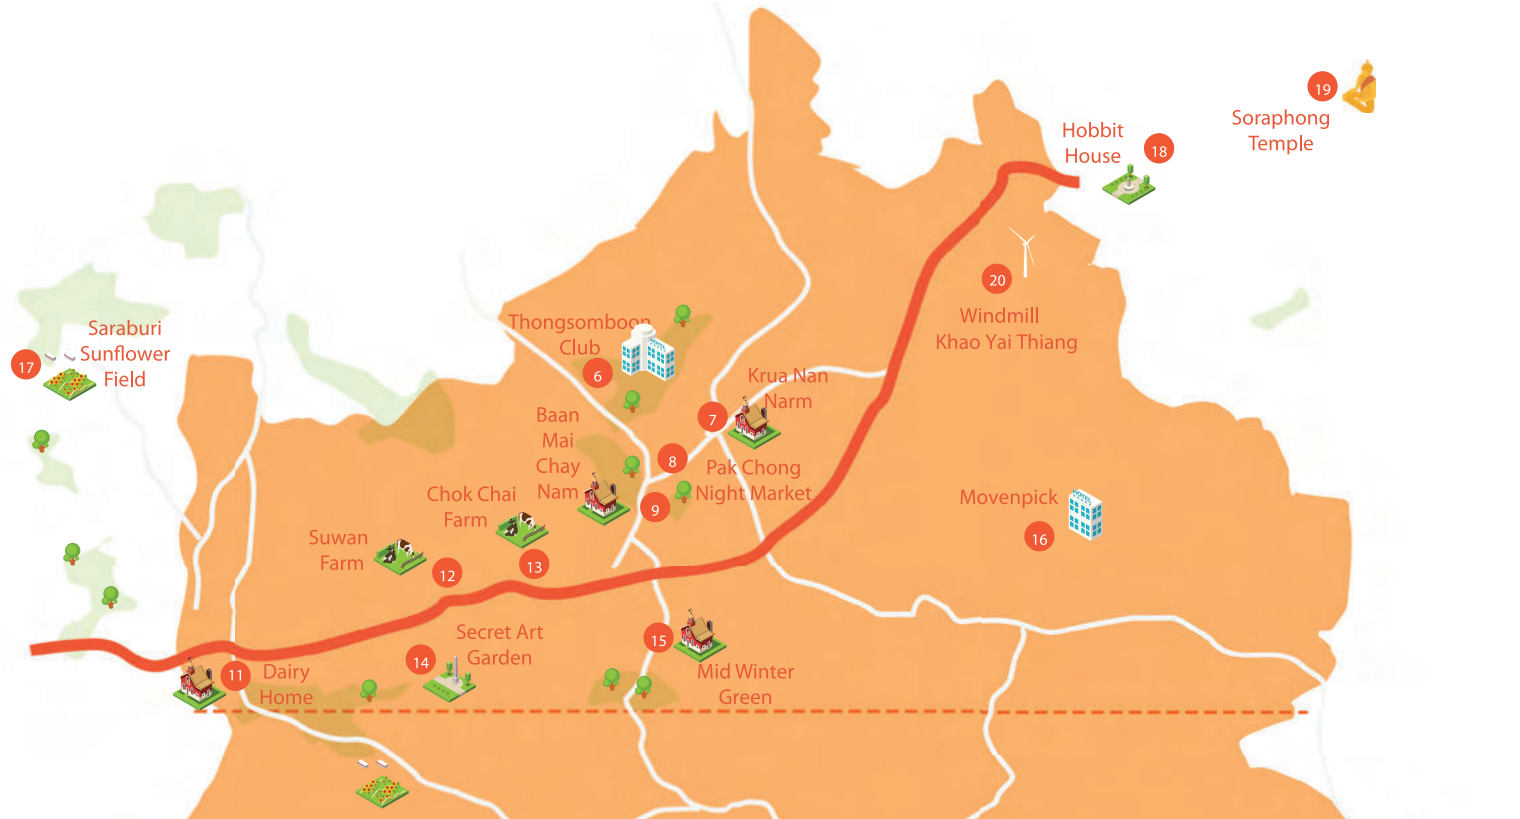 19
Soraphong
Temple
Hobbit
House
18
20
Windmill
Khao Yai Thiang
Thongsomboon
Club
6
HOTEL
Saraburi
Sunflower
Field
17
Krua Nan
Narm
7
Baan
Mai
Chay
Nam
8
Pak Chong
Night Market
9
Chok Chai
Farm
13
Suwan
Farm
12
Movenpick
HOTEL
16
Secret Art
Garden
14
15
Mid Winter
Green
11
Dairy
Home